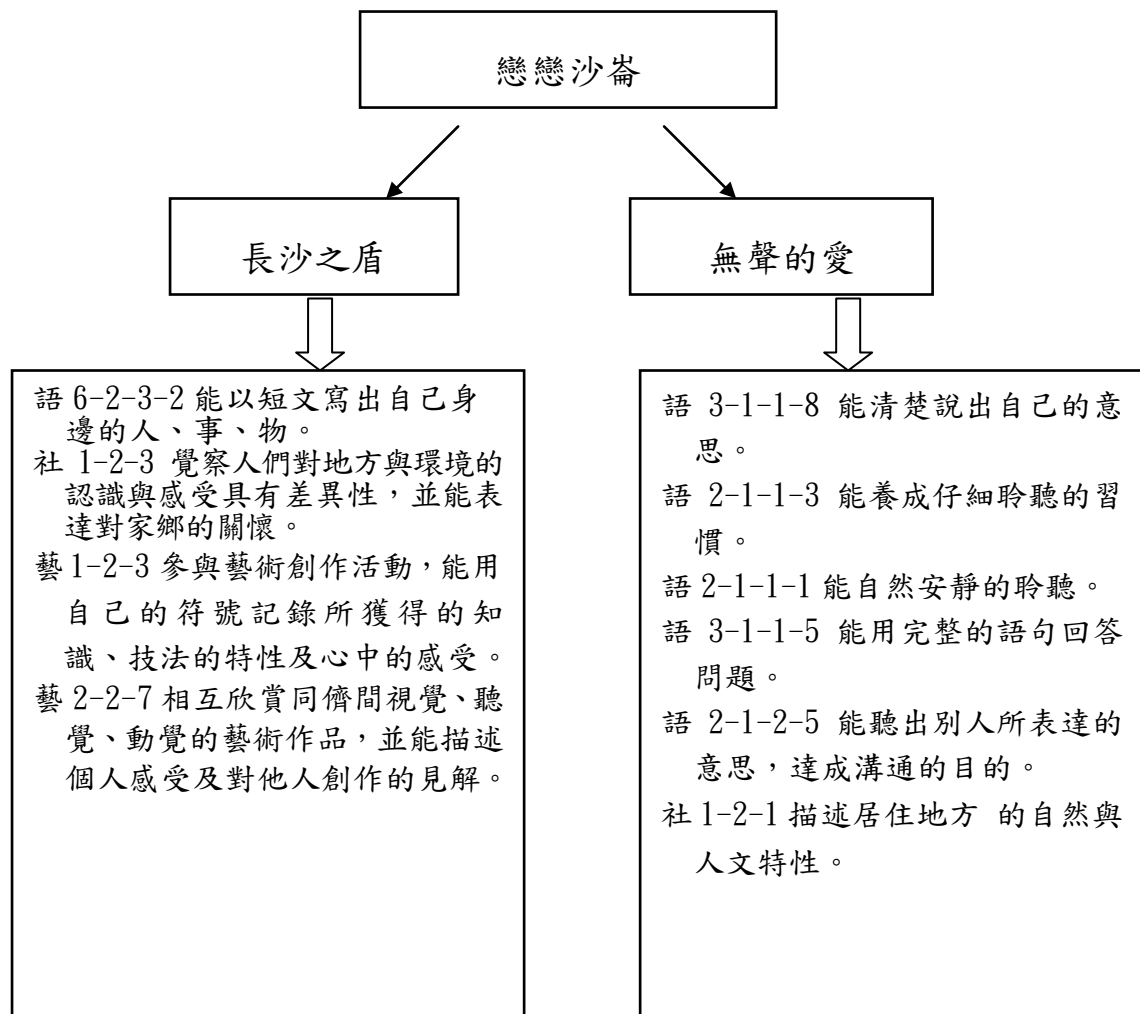 戀戀沙崙
長沙之盾
無聲的愛
語 6-2-3-2 能以短文寫出自己身
邊的人、事、物。
社 1-2-3 覺察人們對地方與環境的
認識與感受具有差異性，並能表
達對家鄉的關懷。
藝 1-2-3 參與藝術創作活動，能用
自己的符號記錄所獲得的知
識、技法的特性及心中的感受。
藝 2-2-7 相互欣賞同儕間視覺、聽
覺、動覺的藝術作品，並能描述
個人感受及對他人創作的見解。
語 3-1-1-8 能清楚說出自己的意
思。
語 2-1-1-3 能養成仔細聆聽的習
慣。
語 2-1-1-1 能自然安靜的聆聽。
語 3-1-1-5 能用完整的語句回答
問題。
語 2-1-2-5 能聽出別人所表達的
意思，達成溝通的目的。
社 1-2-1 描述居住地方 的自然與
人文特性。